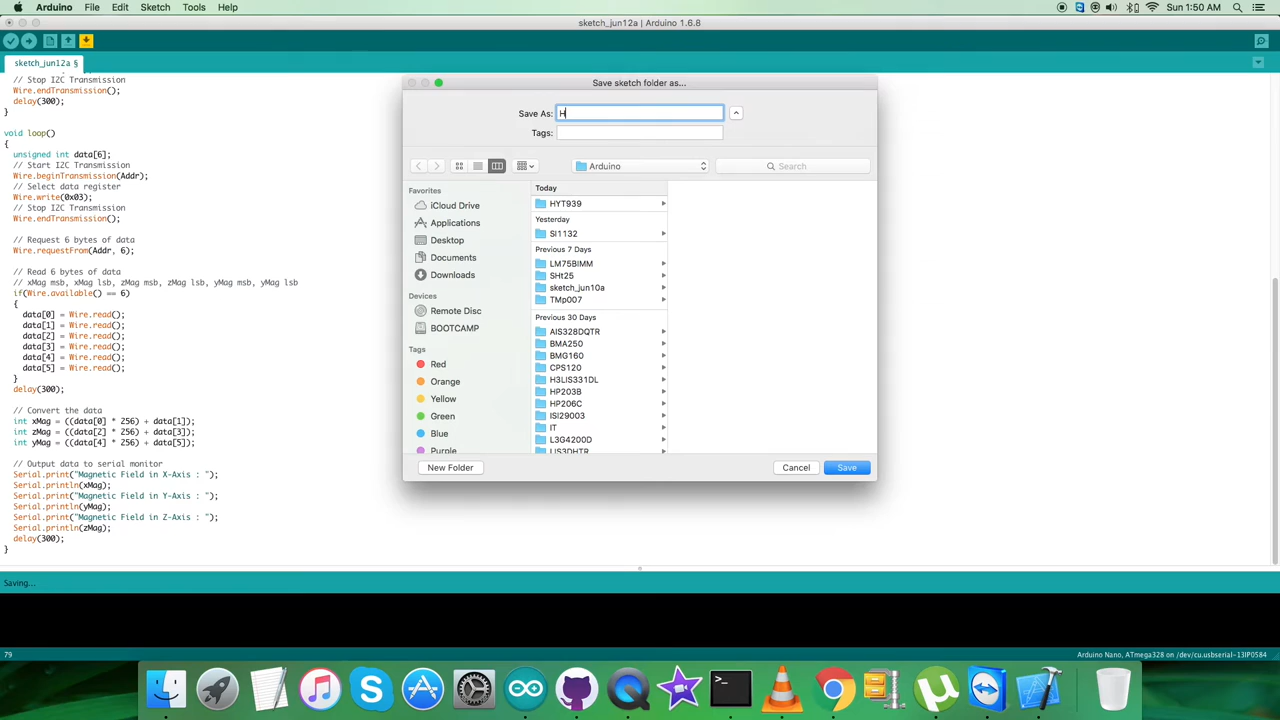 Arduino File Edit Sketch Tools Help Sun 1:50 AM
sketch_jun12a | Arduino 1.6.8
sketch_jun12a §
// Stop I2C Transmission
Wire.endTransmission();
delay(300);
}
void loop()
{
unsigned int data[6];
// Start I2C Transmission
Wire.beginTransmission(Addr);
// Select data register
Wire.write(0x03);
// Stop I2C Transmission
Wire.endTransmission();
// Request 6 bytes of data
Wire.requestFrom(Addr, 6);
// Read 6 bytes of data
// xMag msb, xMag lsb, zMag msb, zMag lsb, yMag msb, yMag lsb
if(Wire.available() == 6)
{
data[0] = Wire.read();
data[1] = Wire.read();
data[2] = Wire.read();
data[3] = Wire.read();
data[4] = Wire.read();
data[5] = Wire.read();
}
delay(300);
// Convert the data
int xMag = ((data[0] * 256) + data[1]);
int zMag = ((data[2] * 256) + data[3]);
int yMag = ((data[4] * 256) + data[5]);
// Output data to serial monitor
Serial.print("Magnetic Field in X-Axis : ");
Serial.println(xMag);
Serial.print("Magnetic Field in Y-Axis : ");
Serial.println(yMag);
Serial.print("Magnetic Field in Z-Axis : ");
Serial.println(zMag);
delay(300);
}
Save sketch folder as...
Save As: H
Tags:
Arduino
Search
Favorites
iCloud Drive
Applications
Desktop
Documents
Downloads
Devices
Remote Disc
BOOTCAMP
Tags
Red
Orange
Yellow
Green
Blue
Purple
Today
HYT939
Yesterday
SI1132
Previous 7 Days
LM75BIMM
SHt25
sketch_jun10a
TMp007
Previous 30 Days
AIS328DQTR
BMA250
BMG160
CPS120
H3LIS331DL
HP203B
HP206C
ISI29003
IT
L3G4200D
LIS3DHTR
New Folder
Cancel
Save
Saving...
79
Arduino Nano, ATmega328 on /dev/cu.usbserial-13IP0584